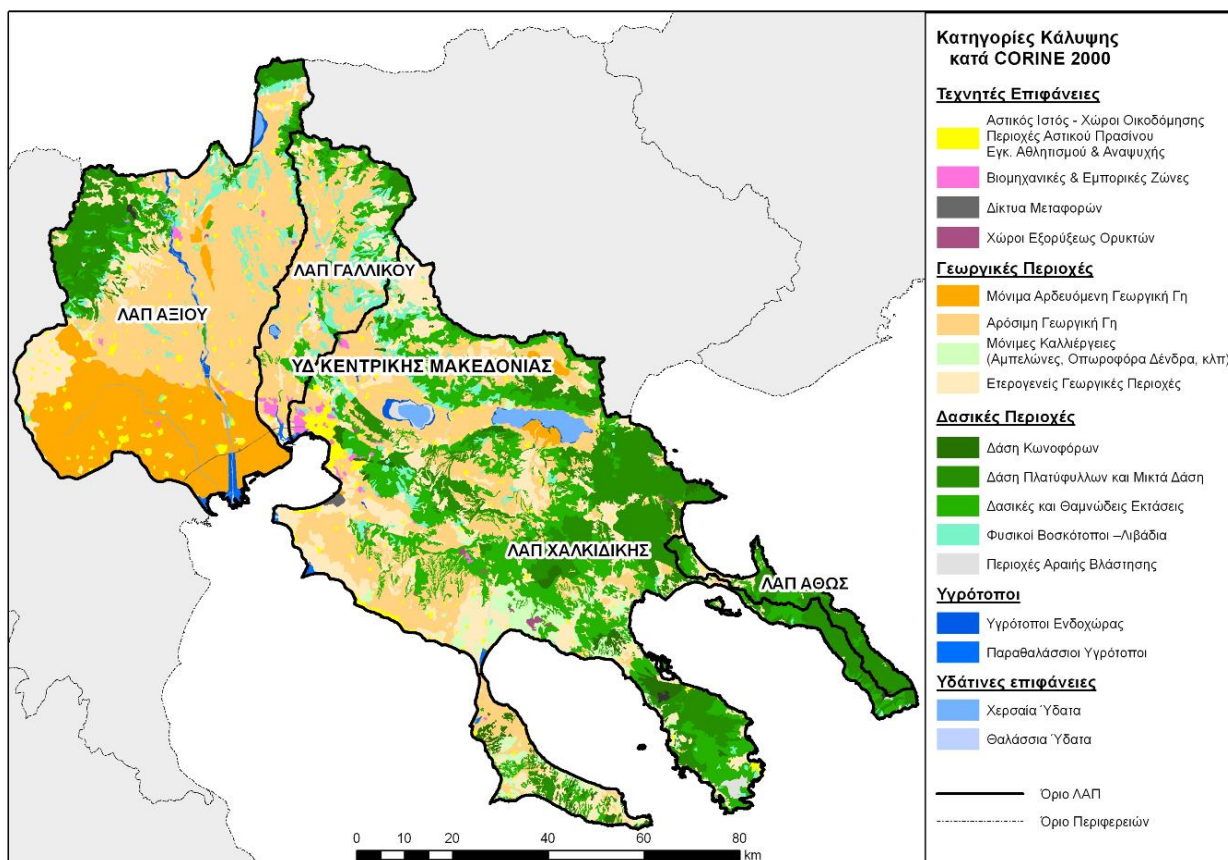 Κατηγορίες Κάλυψης
κατά CORINE 2000
Τεχνητές Επιφάνειες
Αστικός Ιστός - Χώροι Οικοδόμησης
Περιοχές Αστικού Πρασίνου
Εγκ. Αθλητισμού & Αναψυχής
Βιομηχανικές & Εμπορικές Ζώνες
Δίκτυα Μεταφορών
Χώροι Εξορύξεως Ορυκτών
Γεωργικές Περιοχές
Μόνιμα Αρδευόμενη Γεωργική Γη
Αρόσιμη Γεωργική Γη
Μόνιμες Καλλιέργειες
(Αμπελώνες, Οπωροφόρα Δένδρα, κλπ)
Ετερογενείς Γεωργικές Περιοχές
Δασικές Περιοχές
Δάση Κωνοφόρων
Δάση Πλατύφυλλων και Μικτά Δάση
Δασικές και Θαμνώδεις Εκτάσεις
Φυσικοί Βοσκότοποι –Λιβάδια
Περιοχές Αραιής Βλάστησης
Υγρότοποι
Υγρότοποι Ενδοχώρας
Παραθαλάσσιοι Υγρότοποι
Υδάτινες επιφάνειες
Χερσαία Ύδατα
Θαλάσσια Ύδατα
Όριο ΛΑΠ
Όριο Περιφερειών
ΛΑΠ ΓΑΛΛΙΚΟΥ
ΛΑΠ ΑΞΙΟΥ
ΥΔ ΚΕΝΤΡΙΚΗΣ ΜΑΚΕΔΟΝΙΑΣ
ΛΑΠ ΧΑΛΚΙΔΙΚΗΣ
ΛΑΠ ΑΘΩΣ
0 10 20 40 60 80
km